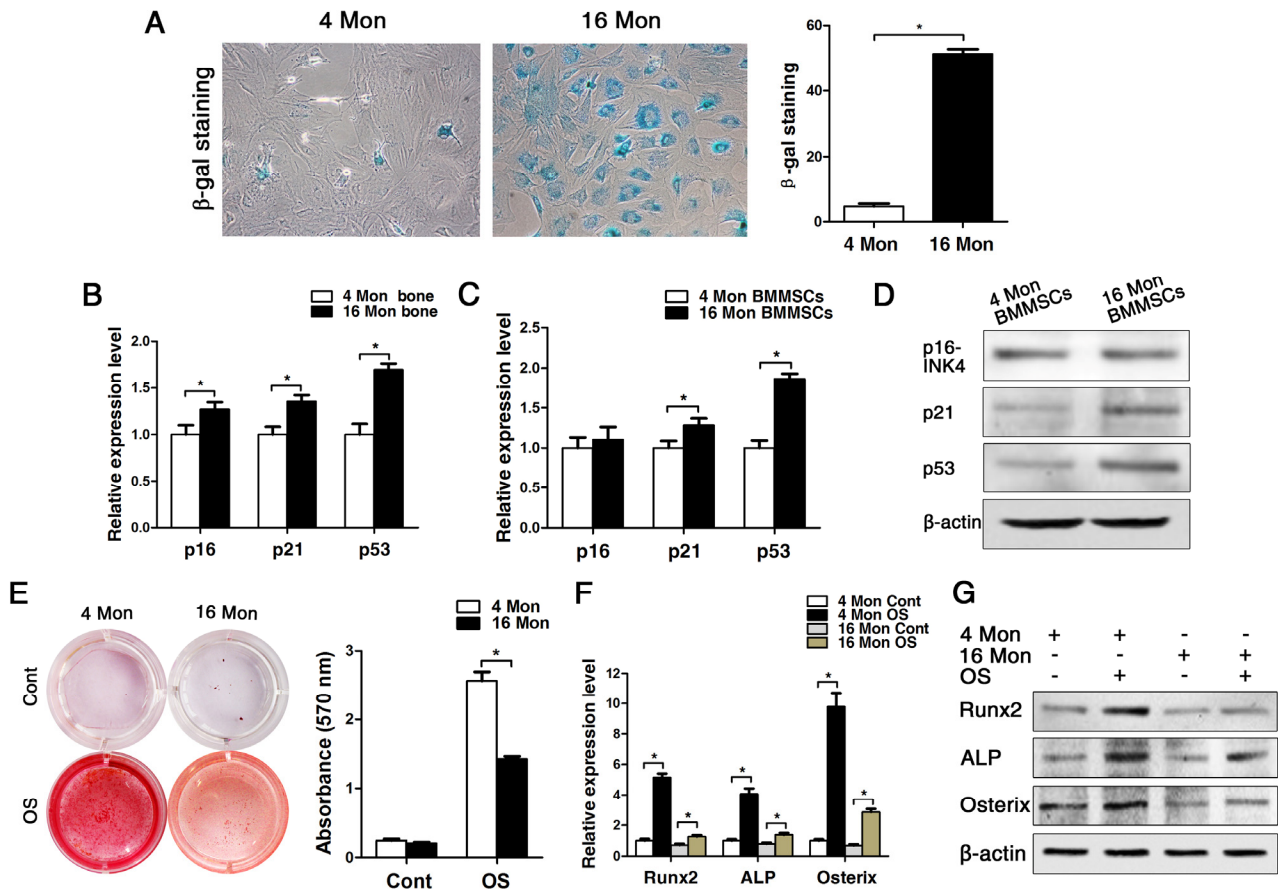 A
4 Mon
16 Mon
β-gal staining
β-gal staining
60
40
20
0
*
4 Mon
16 Mon
B
4 Mon bone
16 Mon bone
Relative expression level
2.0
1.5
1.0
0.5
0.0
*
*
*
p16
p21
p53
C
4 Mon BMMSCs
16 Mon BMMSCs
Relative expression level
2.5
2.0
1.5
1.0
0.5
0.0
*
*
p16
p21
p53
D
4 Mon
BMMSCs
16 Mon
BMMSCs
p16-
INK4
p21
p53
β-actin
E
4 Mon
16 Mon
Cont
OS
4 Mon
16 Mon
Absorbance (570 nm)
3
2
1
0
*
Cont
OS
F
4 Mon Cont
4 Mon OS
16 Mon Cont
16 Mon OS
Relative expression level
12
10
8
6
4
2
0
*
*
*
*
*
*
Runx2
ALP
Osterix
G
4 Mon + + - -
16 Mon - - + +
OS - + - +
Runx2
ALP
Osterix
β-actin